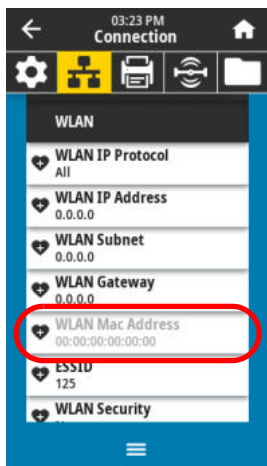 03:23 PM
Connection
WLAN
WLAN IP Protocol
All
WLAN IP Address
0.0.0.0
WLAN Subnet
0.0.0.0
WLAN Gateway
0.0.0.0
WLAN Mac Address
00:00:00:00:00:00
ESSID
125
WLAN Security